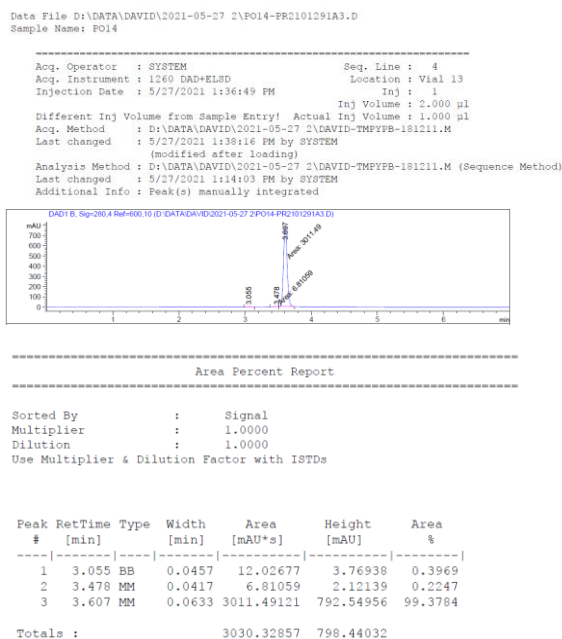 Data File D:\DATA\DAVID\2021-05-27 2\PO14-PR2101291A3.D
Sample Name: PO14
=====================================================================
Acq. Operator   : SYSTEM                         Seq. Line :   4
Acq. Instrument : 1260 DAD+ELSD                   Location : Vial 13
Injection Date  : 5/27/2021 1:36:49 PM                 Inj :   1
Inj Volume : 2.000 µl
Different Inj Volume from Sample Entry!  Actual Inj Volume : 1.000 µl
Acq. Method     : D:\DATA\DAVID\2021-05-27 2\DAVID-TMPYPB-181211.M
Last changed    : 5/27/2021 1:38:16 PM by SYSTEM
(modified after loading)
Analysis Method : D:\DATA\DAVID\2021-05-27 2\DAVID-TMPYPB-181211.M (Sequence Method)
Last changed    : 5/27/2021 1:14:03 PM by SYSTEM
Additional Info : Peak(s) manually integrated
DAD1 B, Sig=280,4 Ref=600,10 (D:\DATA\DAVID\2021-05-27 2\PO14-PR2101291A3.D)
mAU
700
600
500
400
300
200
100
0
3.055
3.478
Area: 6.81059
3.607
Area: 3011.49
1 2 3 4 5 6 min
=====================================================================
Area Percent Report
=====================================================================
Sorted By             :      Signal
Multiplier            :      1.0000
Dilution              :      1.0000
Use Multiplier & Dilution Factor with ISTDs
Peak RetTime Type  Width     Area      Height     Area
#   [min]        [min]   [mAU*s]     [mAU]        %
----|-------|----|-------|----------|----------|--------|
1   3.055 BB    0.0457   12.02677    3.76938   0.3969
2   3.478 MM    0.0417    6.81059    2.12139   0.2247
3   3.607 MM    0.0633 3011.49121  792.54956  99.3784
Totals :                  3030.32857  798.44032